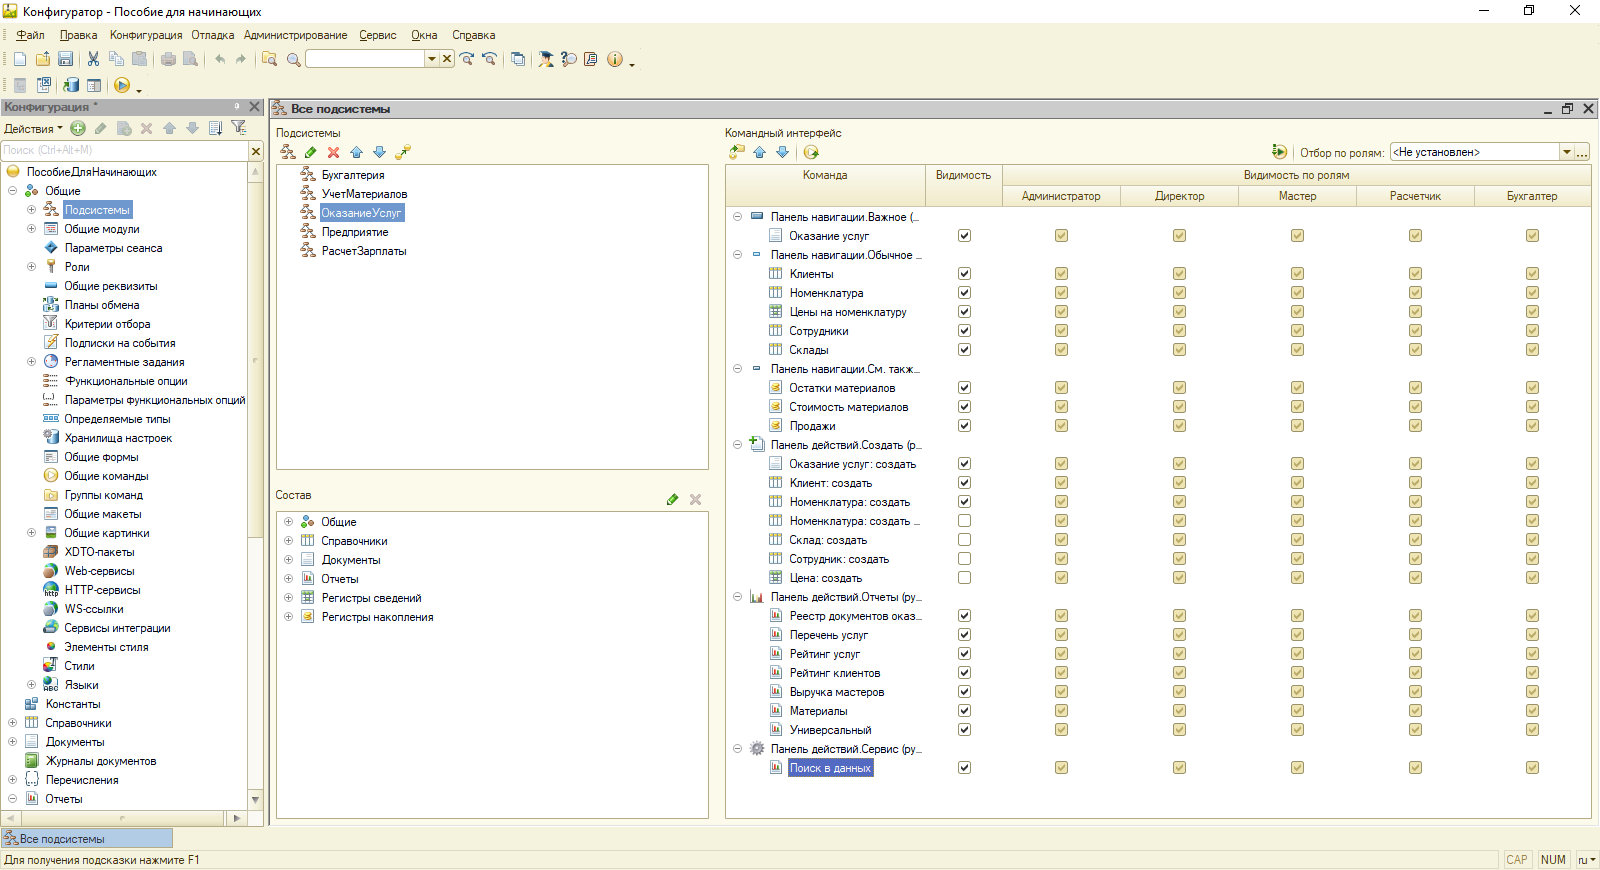 Конфигуратор - Пособие для начинающих
Файл Правка Конфигурация Отладка Администрирование Сервис Окна Справка
Конфигурация *
Действия
Поиск (Ctrl+Alt+M)
ПособиеДляНачинающих
Общие
Подсистемы
Общие модули
Параметры сеанса
Роли
Общие реквизиты
Планы обмена
Критерии отбора
Подписки на события
Регламентные задания
Функциональные опции
Параметры функциональных опций
Определяемые типы
Хранилища настроек
Общие формы
Общие команды
Группы команд
Общие макеты
Общие картинки
XDTO-пакеты
Web-сервисы
HTTP-сервисы
WS-ссылки
Сервисы интеграции
Элементы стиля
Стили
Языки
Константы
Справочники
Документы
Журналы документов
Перечисления
Отчеты
Все подсистемы
Подсистемы
Бухгалтерия
УчетМатериалов
ОказаниеУслуг
Предприятие
РасчетЗарплаты
Состав
Общие
Справочники
Документы
Отчеты
Регистры сведений
Регистры накопления
Командный интерфейс
Отбор по ролям: <Не установлен>
Команда Видимость Видимость по ролям
Администратор Директор Мастер Расчетчик Бухгалтер
Панель навигации.Важное (...
Оказание услуг
Панель навигации.Обычное ...
Клиенты
Номенклатура
Цены на номенклатуру
Сотрудники
Склады
Панель навигации.См. такж...
Остатки материалов
Стоимость материалов
Продажи
Панель действий.Создать (р...
Оказание услуг: создать
Клиент: создать
Номенклатура: создать
Номенклатура: создать ...
Склад: создать
Сотрудник: создать
Цена: создать
Панель действий.Отчеты (ру...
Реестр документов оказ...
Перечень услуг
Рейтинг услуг
Рейтинг клиентов
Выручка мастеров
Материалы
Универсальный
Панель действий.Сервис (ру...
Поиск в данных
Все подсистемы
Для получения подсказки нажмите F1
CAP NUM ru